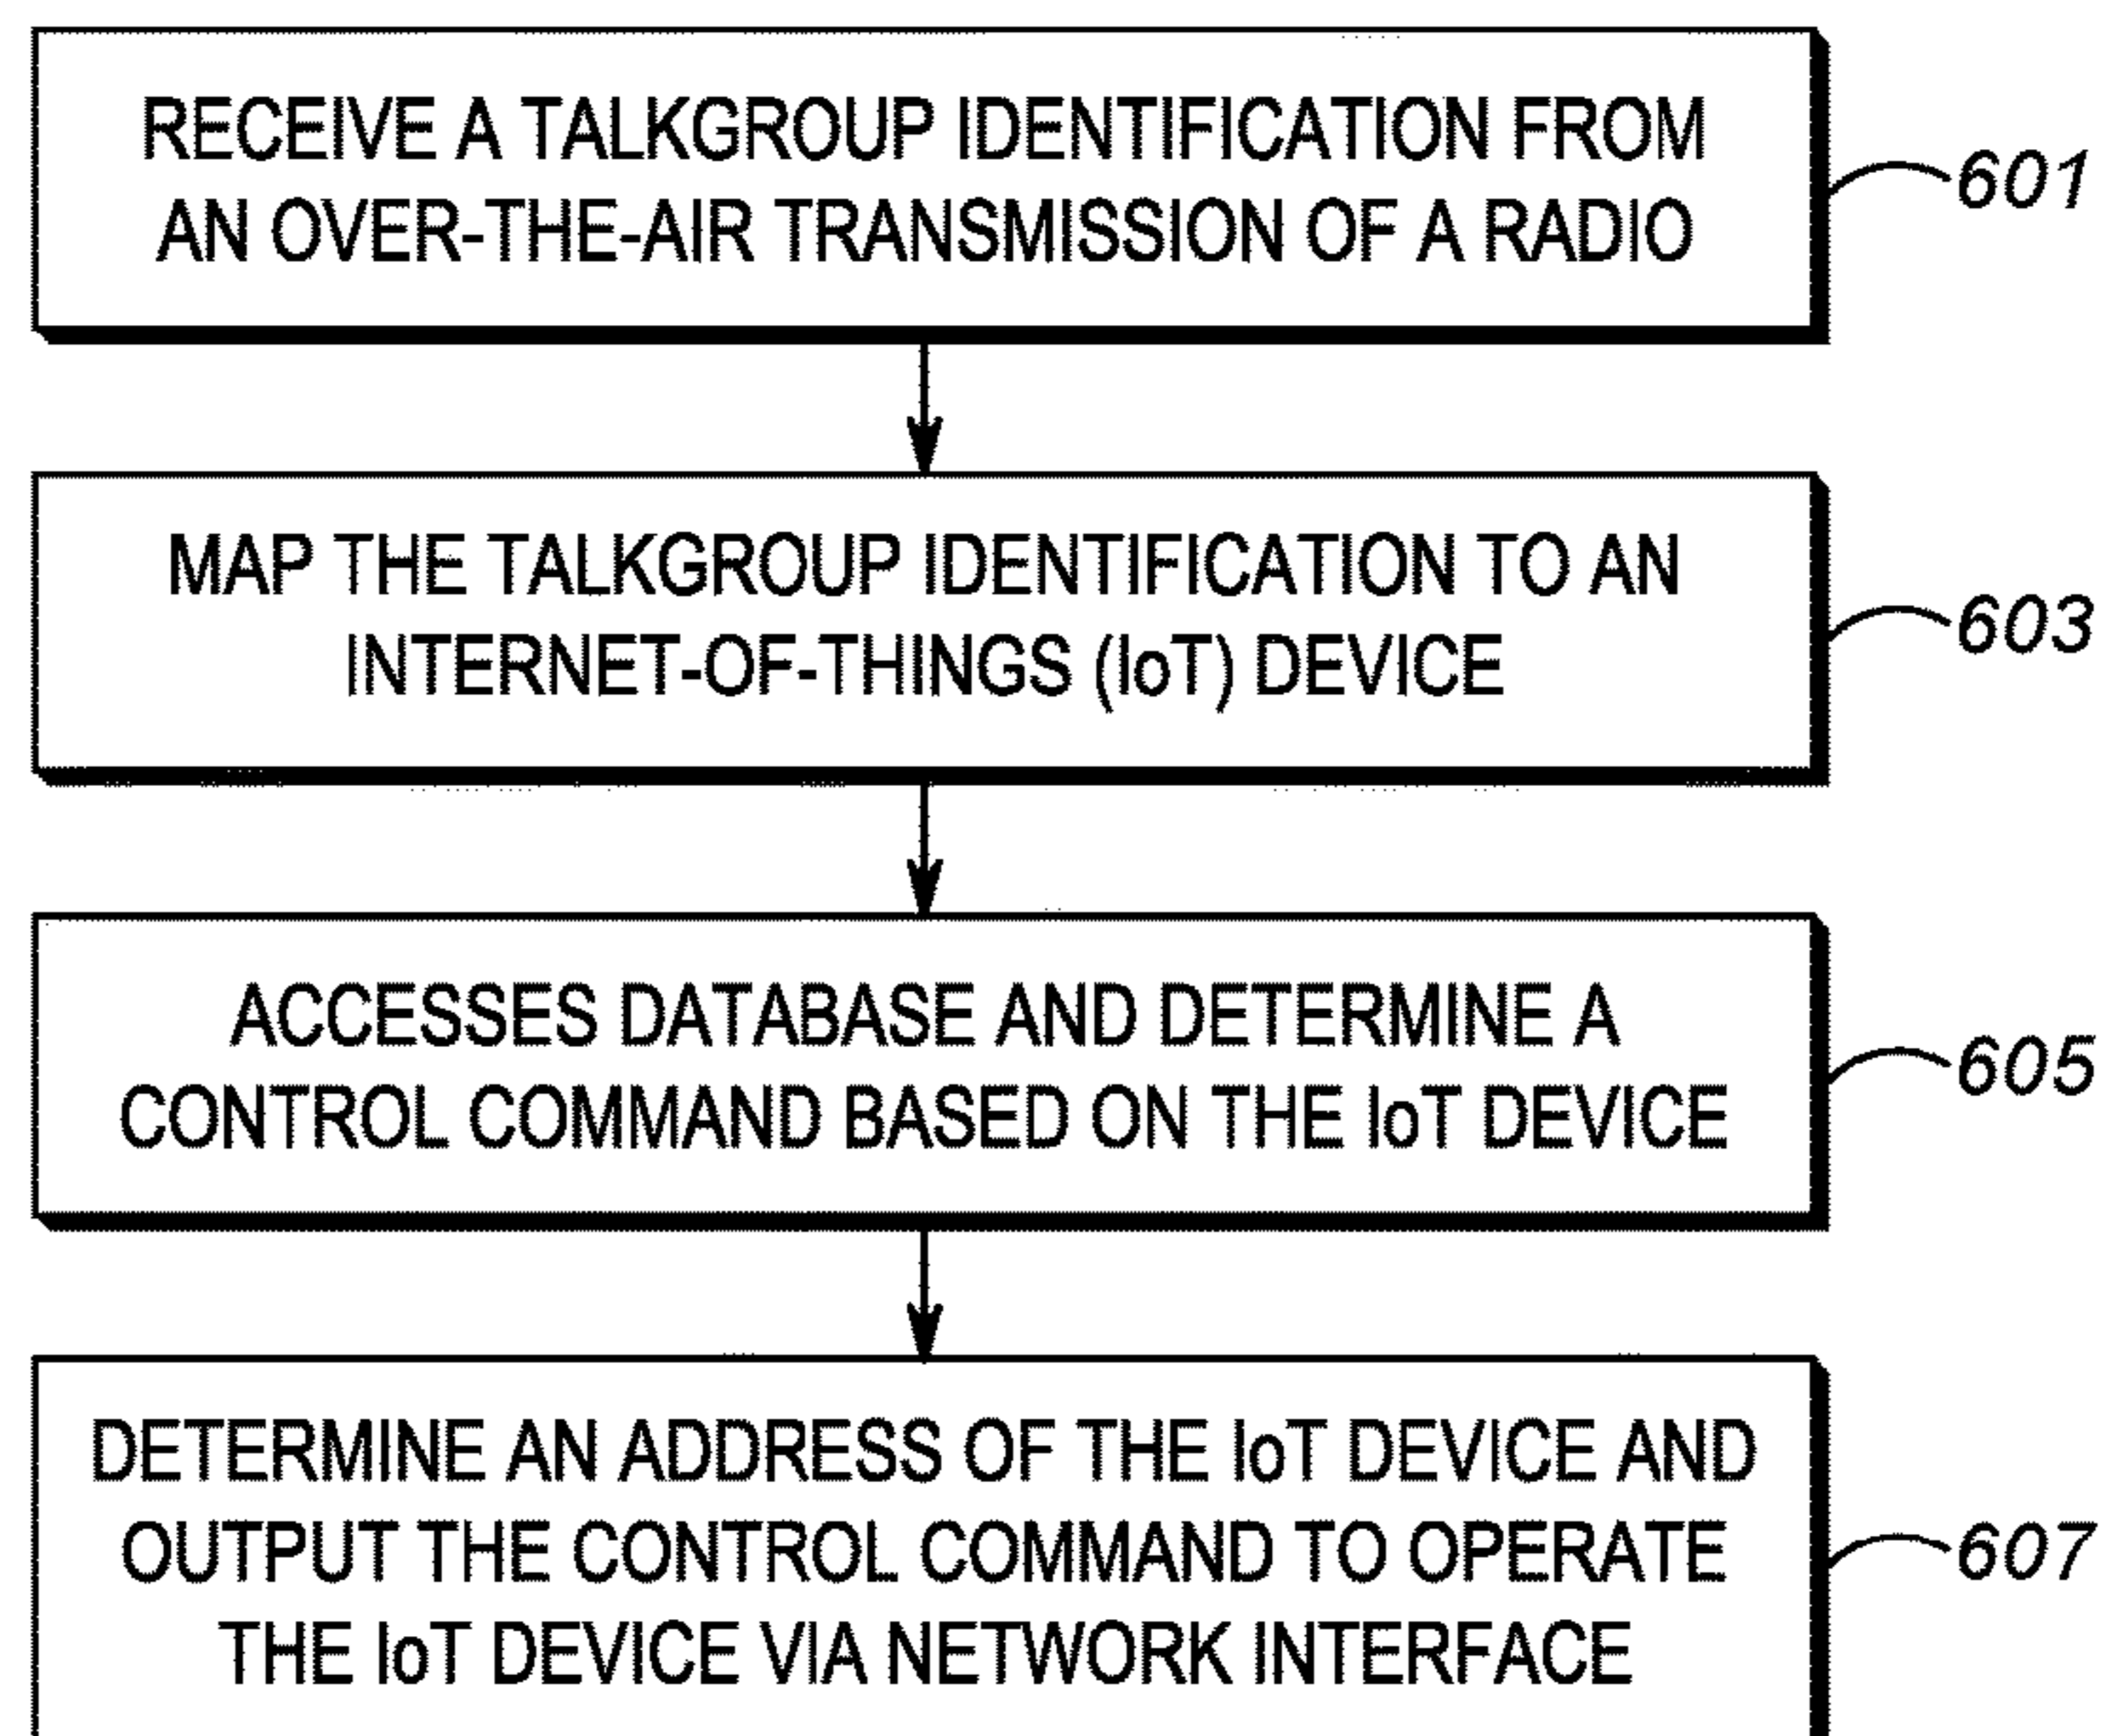 RECEIVE A TALKGROUP IDENTIFICATION FROM
AN OVER-THE-AIR TRANSMISSION OF A RADIO
601
MAP THE TALKGROUP IDENTIFICATION TO AN
INTERNET-OF-THINGS (IoT) DEVICE
603
ACCESSES DATABASE AND DETERMINE A
CONTROL COMMAND BASED ON THE IoT DEVICE
605
DETERMINE AN ADDRESS OF THE IoT DEVICE AND
OUTPUT THE CONTROL COMMAND TO OPERATE
THE IoT DEVICE VIA NETWORK INTERFACE
607